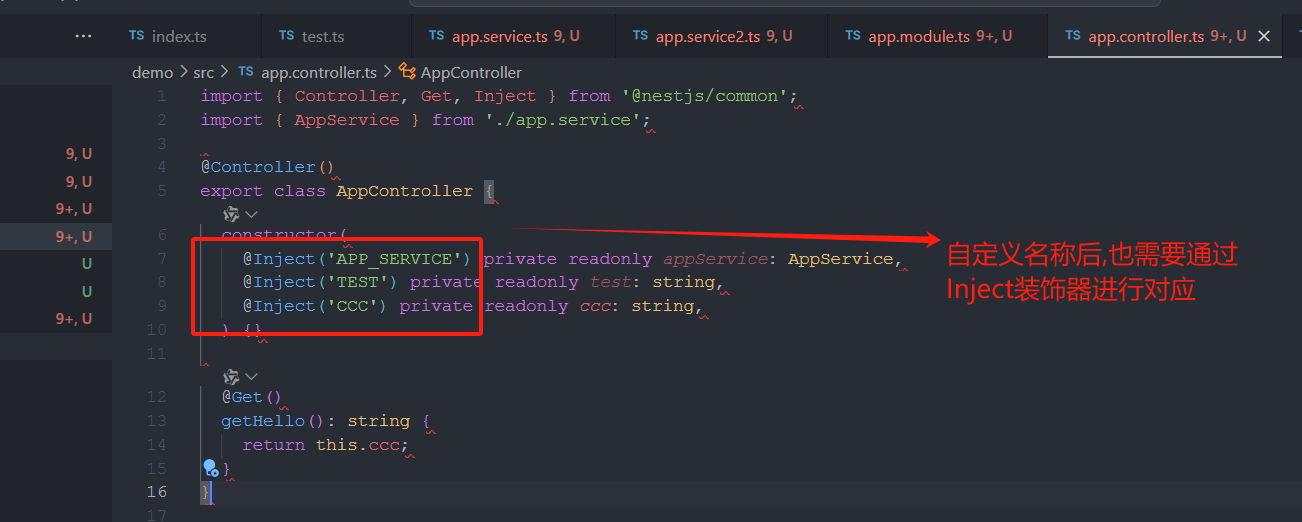 ··· TS index.ts TS test.ts TS app.service.ts 9, U TS app.service2.ts 9, U TS app.module.ts 9+, U TS app.controller.ts 9+, U ×
demo > src > TS app.controller.ts > AppController
1 import { Controller, Get, Inject } from '@nestjs/common';
2 import { AppService } from './app.service';
3
9, U
4 @Controller()
9, U
5 export class AppController {
9+, U
9+, U
6 constructor(
7 @Inject('APP_SERVICE') private readonly appService: AppService,
U
8 @Inject('TEST') private readonly test: string,
U
9 @Inject('CCC') private readonly ccc: string,
9+, U
10 ) {}
自定义名称后,也需要通过
Inject装饰器进行对应
11
12 @Get()
13 getHello(): string {
14 return this.ccc;
15 }
16 }
17